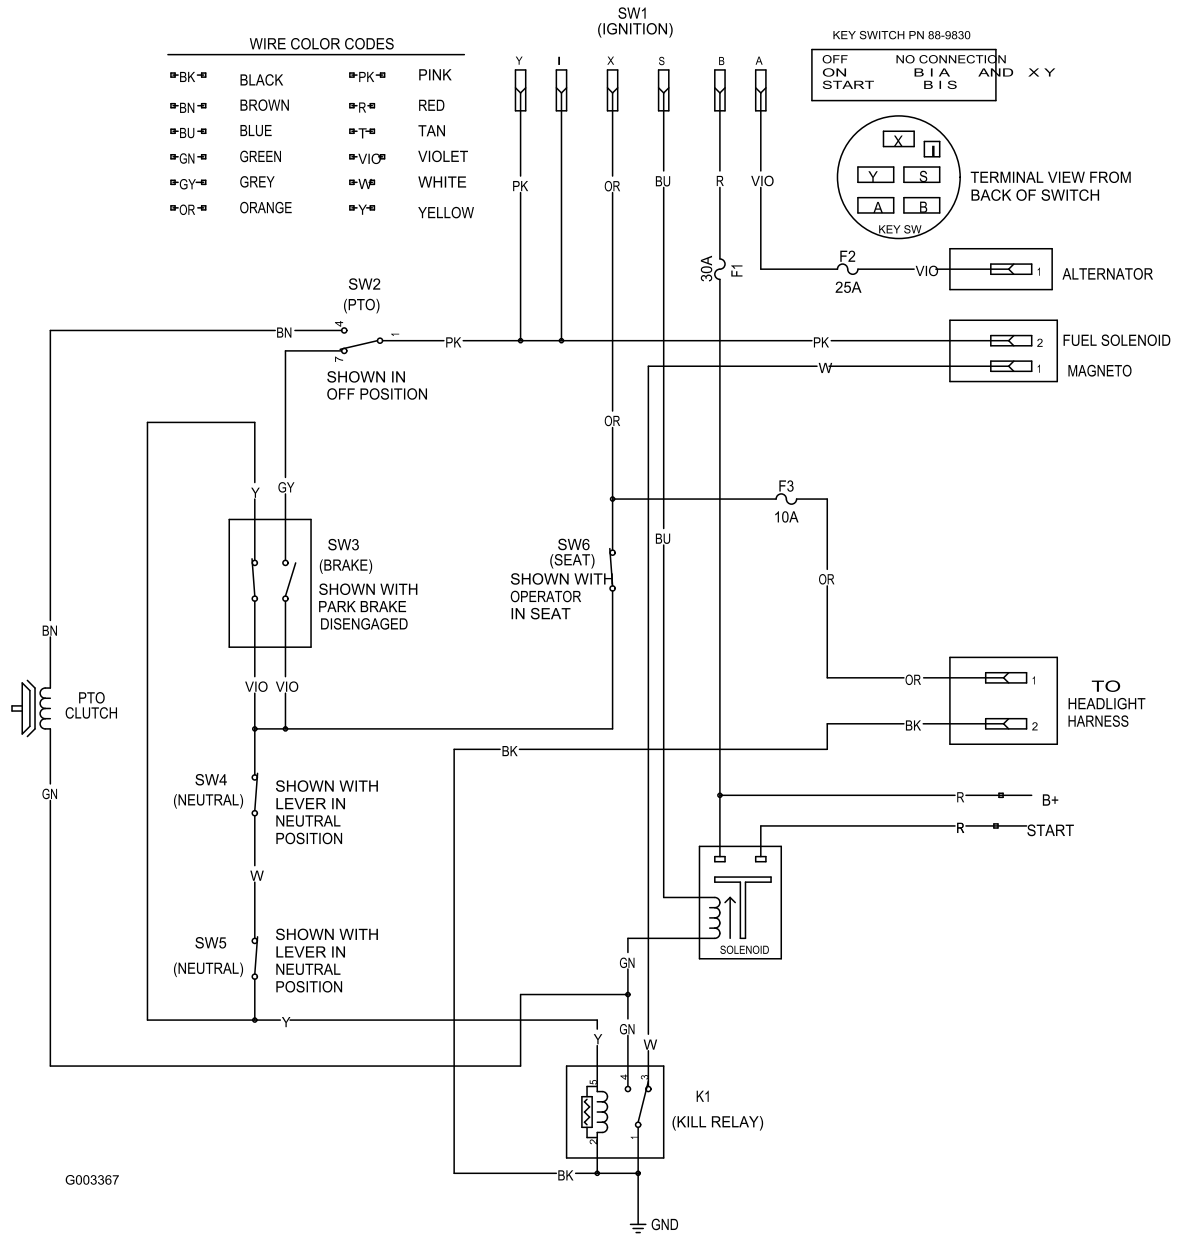 SW1
(IGNITION)
WIRE COLOR CODES
BK BLACK
BN BROWN
BU BLUE
GN GREEN
GY GREY
OR ORANGE
PK PINK
R RED
T TAN
VIO VIOLET
W WHITE
Y YELLOW
Y I X S B A
KEY SWITCH PN 88-9830
OFF NO CONNECTION
ON B I A AND X Y
START B I S
X
I
Y S
A B
KEY SW
TERMINAL VIEW FROM
BACK OF SWITCH
PK
OR
BU
R
VIO
30A
F1
F2
25A
VIO
1
ALTERNATOR
SW2
(PTO)
4
1
7
BN
PK
PK
2
FUEL SOLENOID
W
1
MAGNETO
SHOWN IN
OFF POSITION
OR
Y
GY
F3
10A
SW3
(BRAKE)
SHOWN WITH
PARK BRAKE
DISENGAGED
SW6
(SEAT)
SHOWN WITH
OPERATOR
IN SEAT
BU
OR
BN
VIO
VIO
PTO
CLUTCH
OR
1
TO
HEADLIGHT
HARNESS
BK
2
BK
GN
SW4
(NEUTRAL)
SHOWN WITH
LEVER IN
NEUTRAL
POSITION
R
B+
R
START
W
SW5
(NEUTRAL)
SHOWN WITH
LEVER IN
NEUTRAL
POSITION
SOLENOID
GN
Y
GN
Y
W
5
4
3
2
1
K1
(KILL RELAY)
BK
GND
G003367